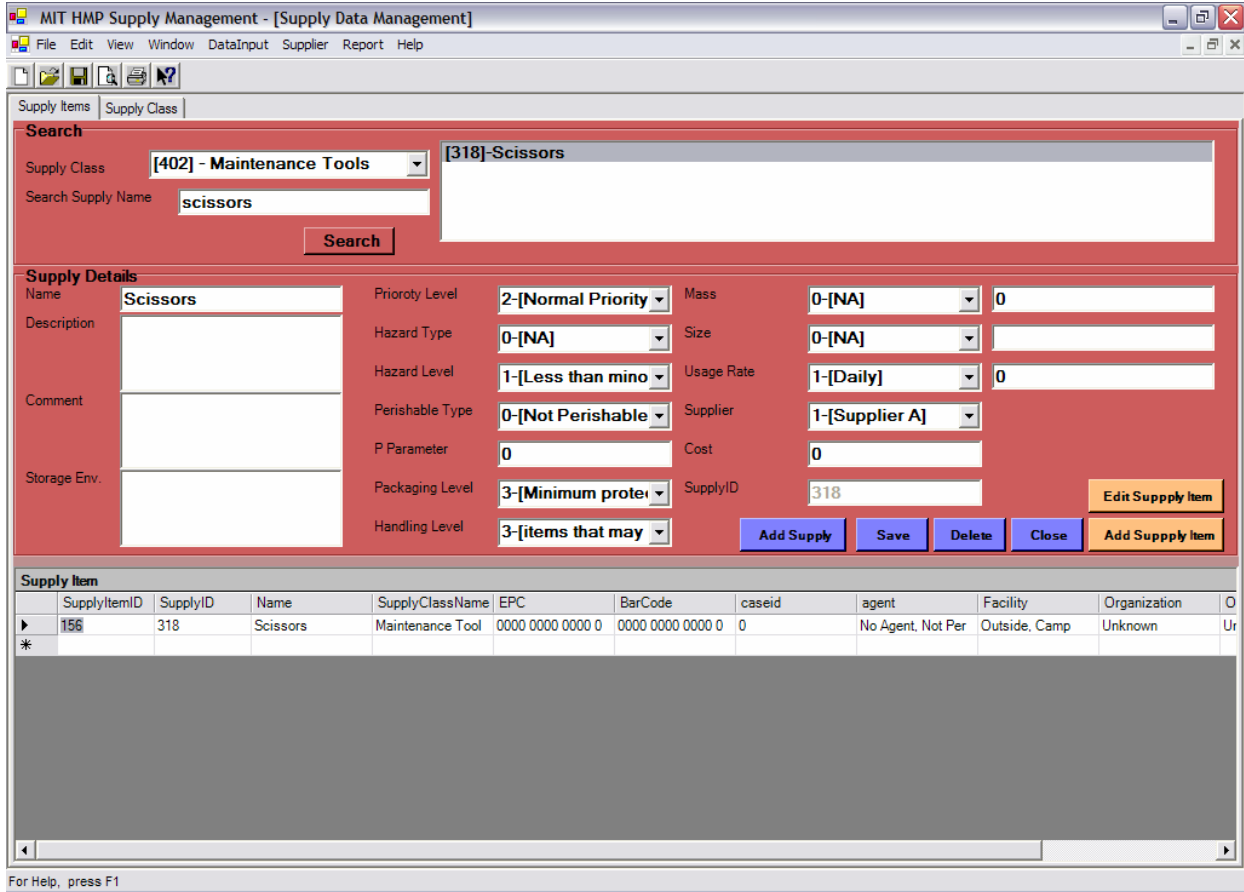 MIT HMP Supply Management - [Supply Data Management]
File Edit View Window DataInput Supplier Report Help
Supply Items Supply Class
Search
[318]-Scissors
Supply Class [402] - Maintenance Tools
Search Supply Name scissors
Search
Supply Details
Name Scissors Prioroty Level 2-[Normal Priority Mass 0-[NA] 0
Description Hazard Type 0-[NA] Size 0-[NA]
Hazard Level 1-[Less than mino Usage Rate 1-[Daily] 0
Comment Perishable Type 0-[Not Perishable Supplier 1-[Supplier A]
P Parameter 0 Cost 0
Storage Env. Packaging Level 3-[Minimum prote SupplyID 318 Edit Suppply Item
Handling Level 3-[items that may Add Supply Save Delete Close Add Suppply Item
Supply Item
SupplyItemID SupplyID Name SupplyClassName EPC BarCode caseid agent Facility Organization O
156 318 Scissors Maintenance Tool 0000 0000 0000 0 0000 0000 0000 0 0 No Agent, Not Per Outside, Camp Unknown Ur
For Help, press F1